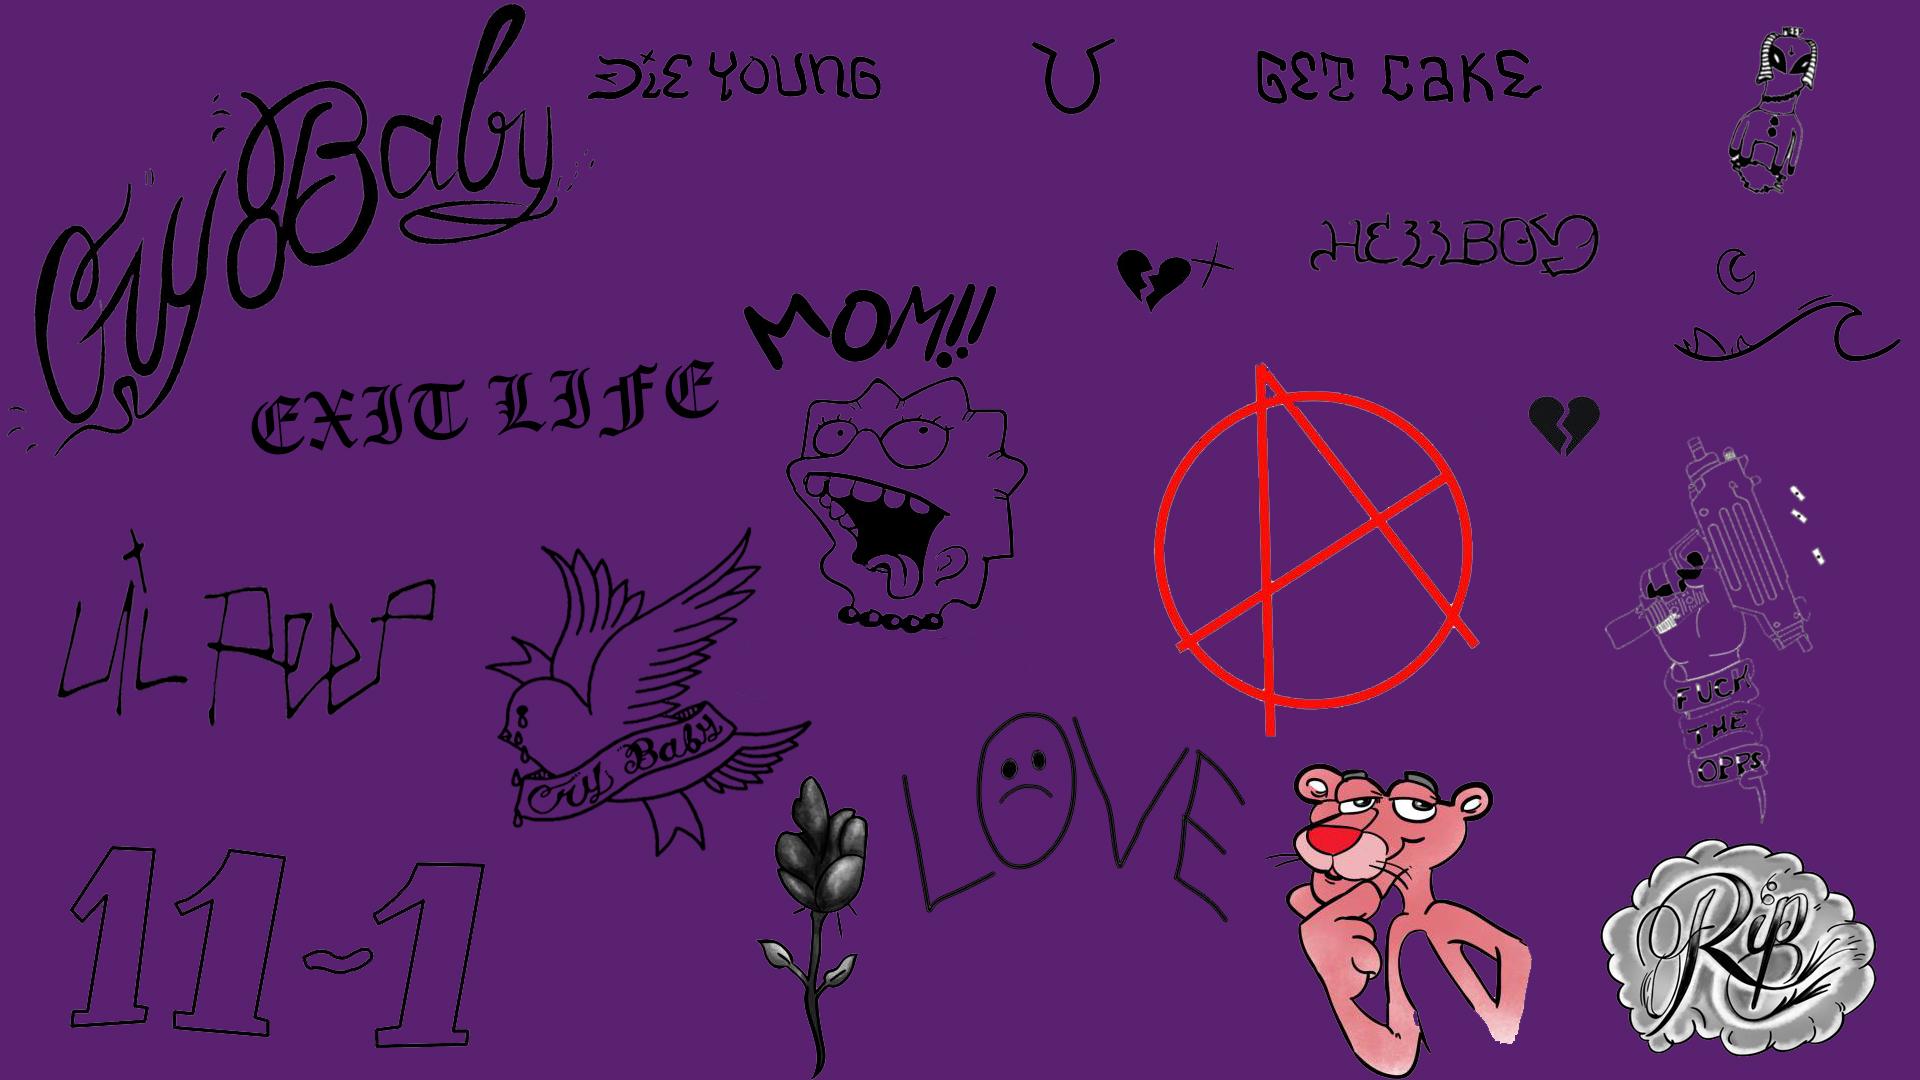 Cry Baby
DiE YOUNG
GET CAKE
HELLBOY
MOM!!
EXIT LIFE
LiL PEEP
Cry Baby
LOVE
FUCK
THE
OPPS
11-1
Rip